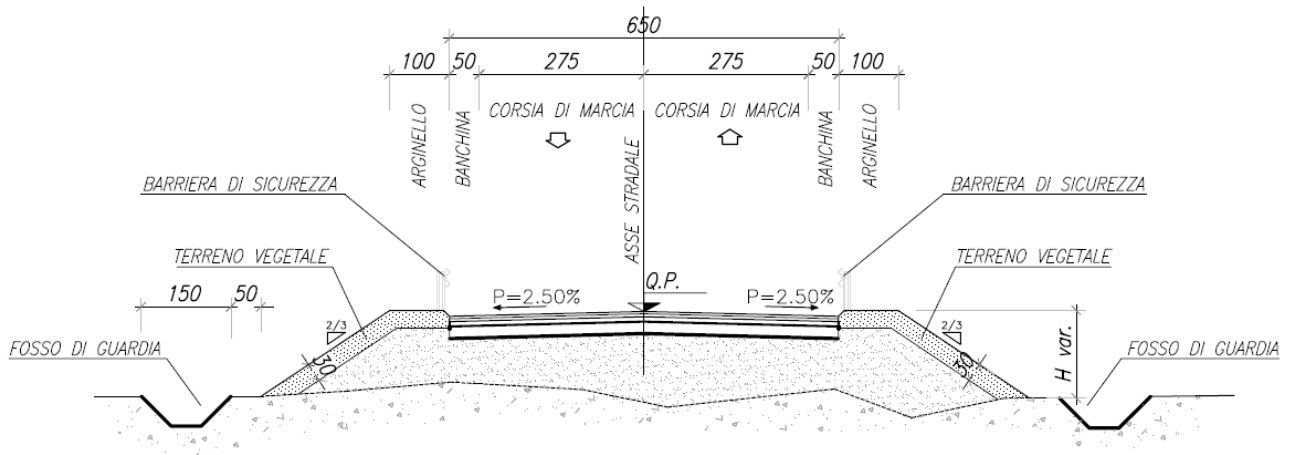 650
100 50 275 275 50 100
ARGINELLO
BANCHINA
CORSIA DI MARCIA
ASSE STRADALE
CORSIA DI MARCIA
BANCHINA
ARGINELLO
BARRIERA DI SICUREZZA
BARRIERA DI SICUREZZA
TERRENO VEGETALE
TERRENO VEGETALE
150 50
P=2.50%
Q.P.
P=2.50%
2/3
2/3
FOSSO DI GUARDIA
FOSSO DI GUARDIA
30
30
H var.